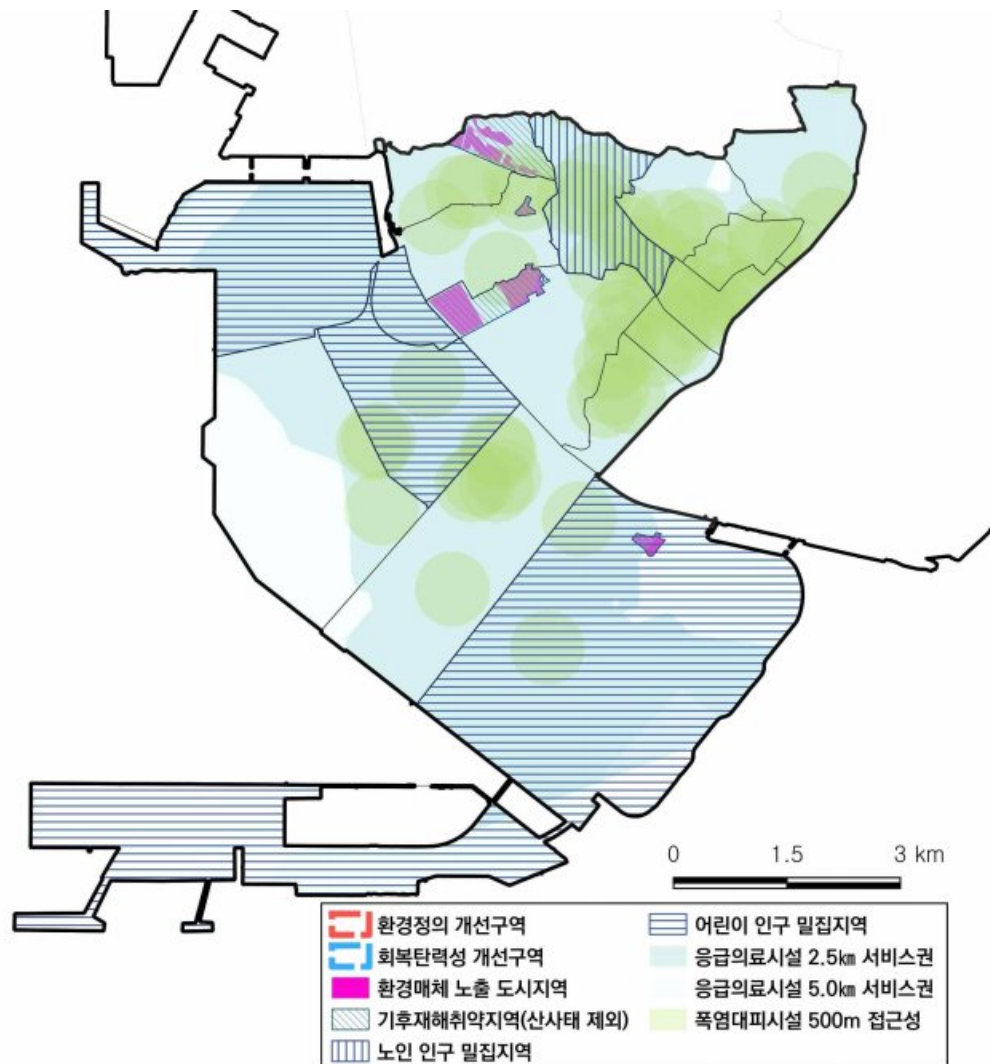 0 1.5 3 km
환경정의 개선구역
회복탄력성 개선구역
환경매체 노출 도시지역
기후재해취약지역(산사태 제외)
노인 인구 밀집지역
어린이 인구 밀집지역
응급의료시설 2.5㎞ 서비스권
응급의료시설 5.0㎞ 서비스권
폭염대피시설 500m 접근성